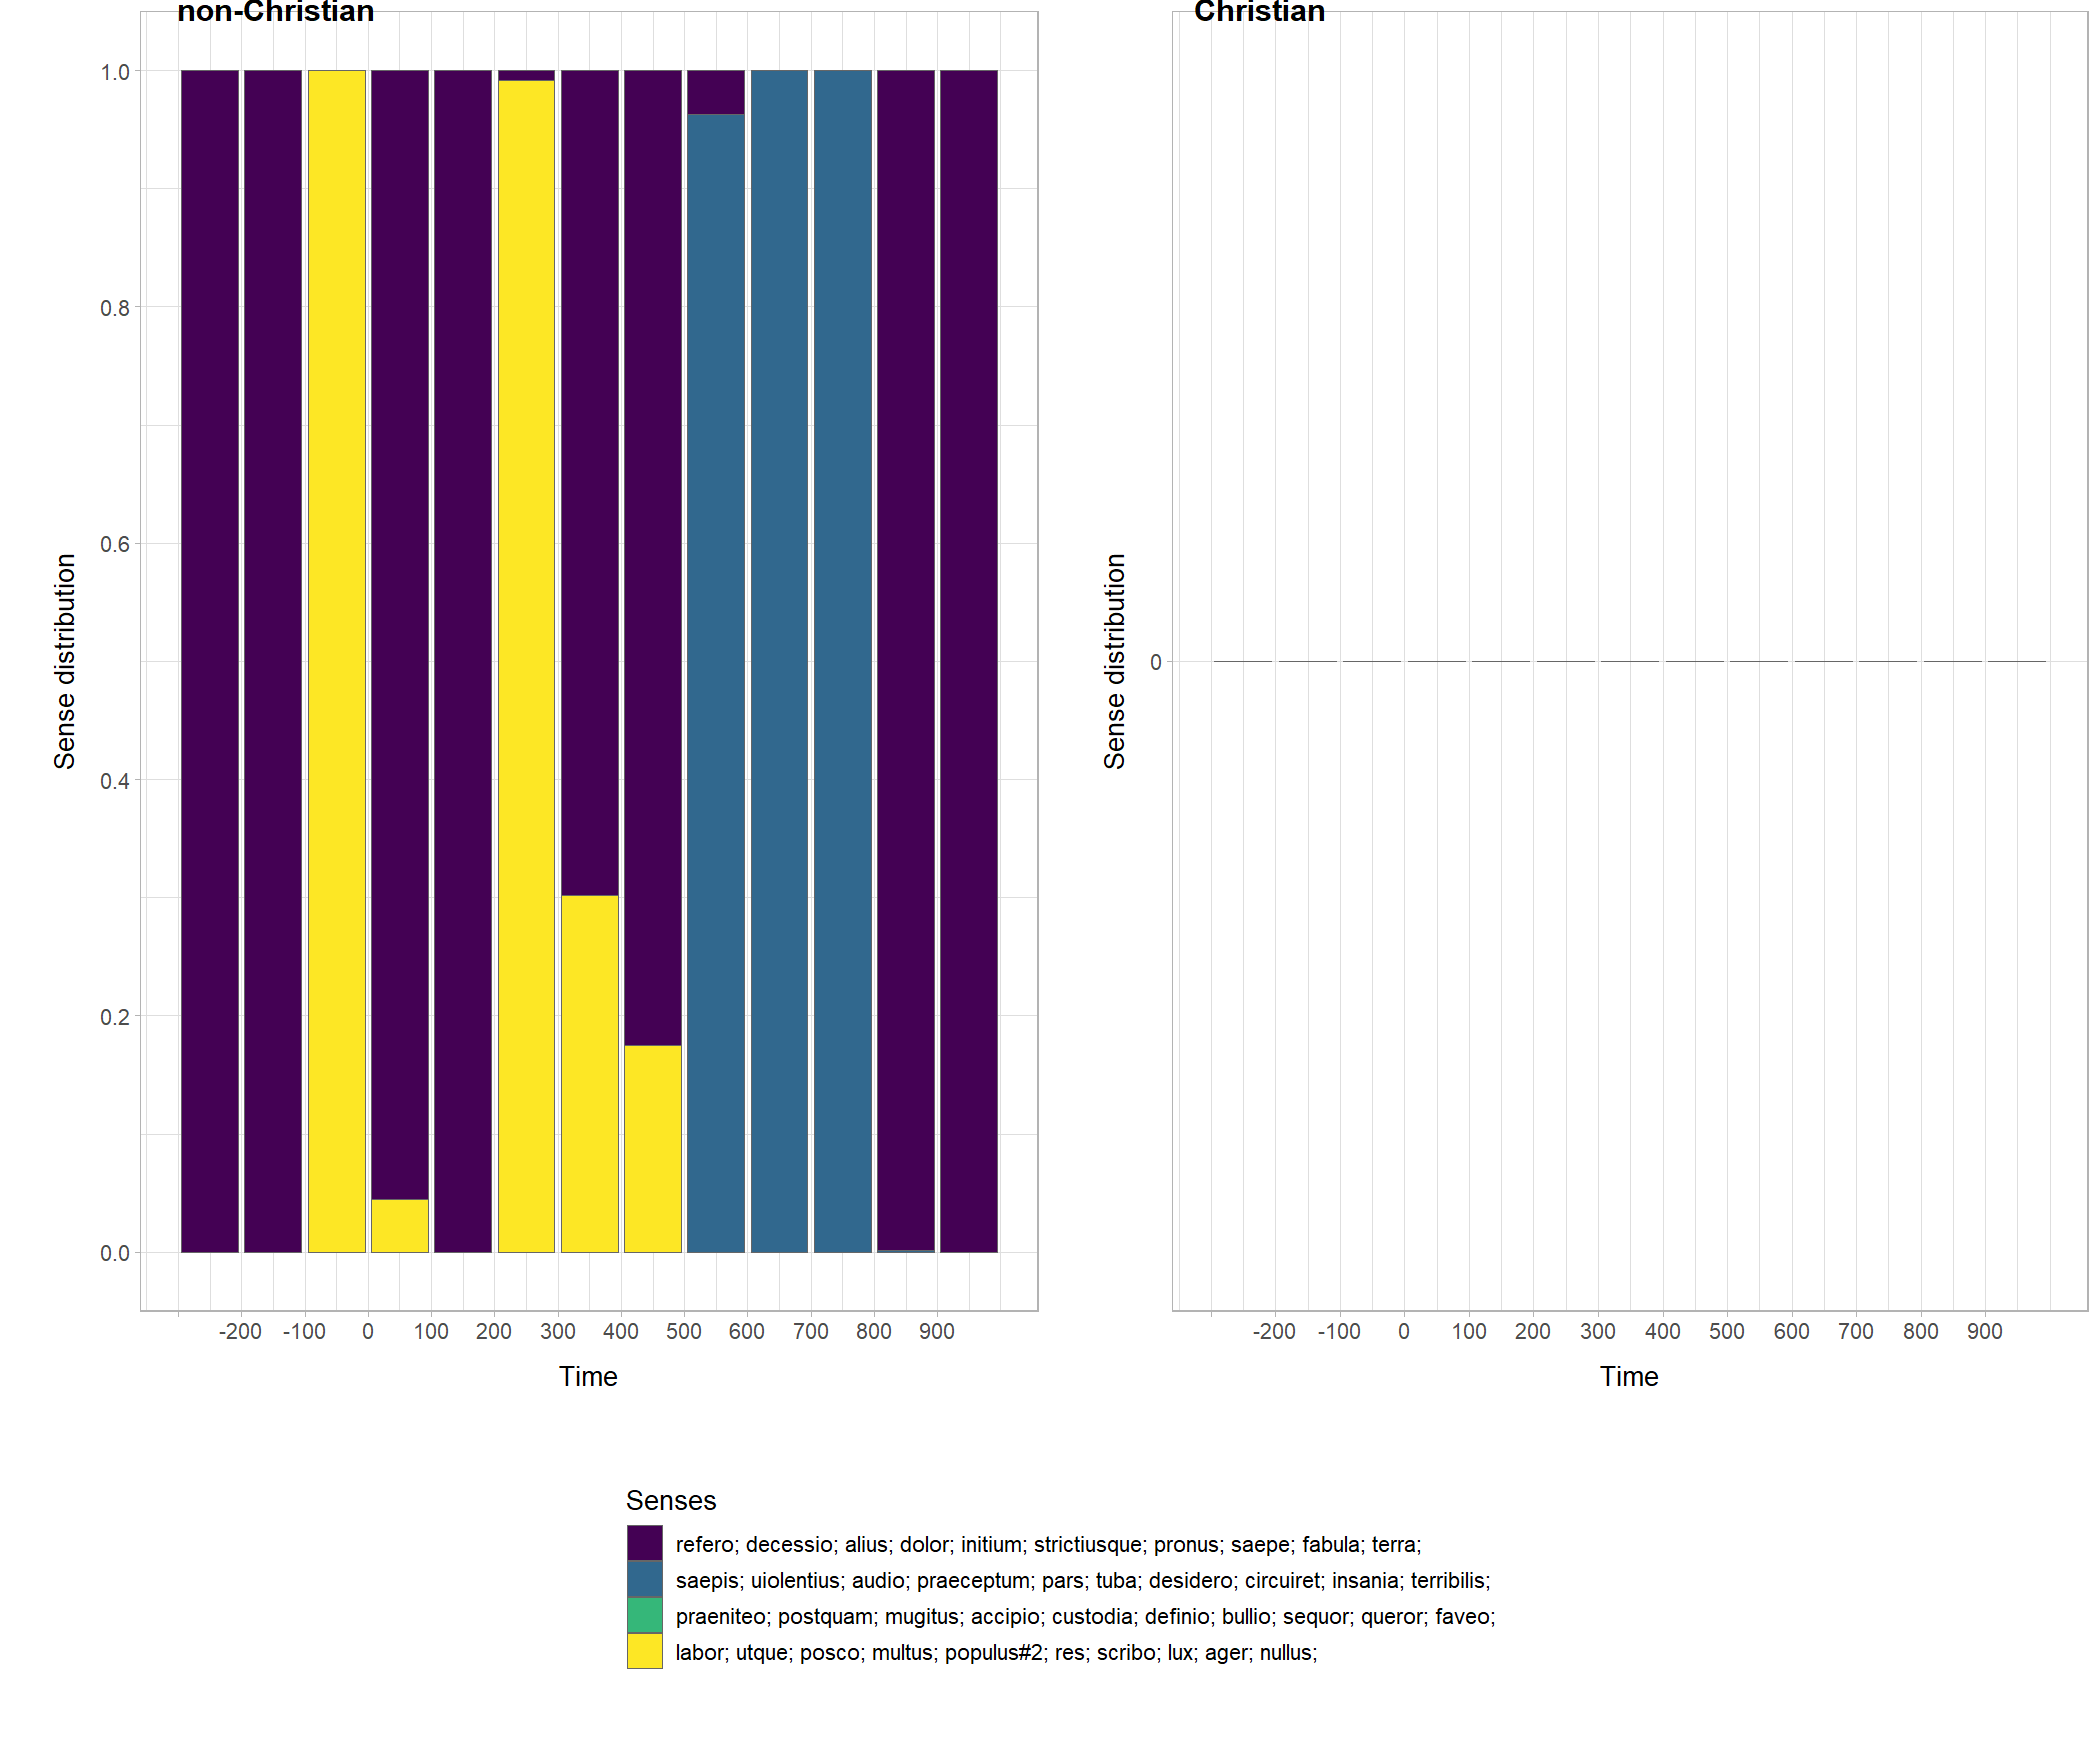 non-Christian
Christian
Sense distribution
1.0
0.8
0.6
0.4
0.2
0.0
-200 -100 0 100 200 300 400 500 600 700 800 900
Time
Sense distribution
0
-200 -100 0 100 200 300 400 500 600 700 800 900
Time
Senses
refero; decessio; alius; dolor; initium; strictiusque; pronus; saepe; fabula; terra;
saepis; uiolentius; audio; praeceptum; pars; tuba; desidero; circuiret; insania; terribilis;
praeniteo; postquam; mugitus; accipio; custodia; definio; bullio; sequor; queror; faveo;
labor; utque; posco; multus; populus#2; res; scribo; lux; ager; nullus;